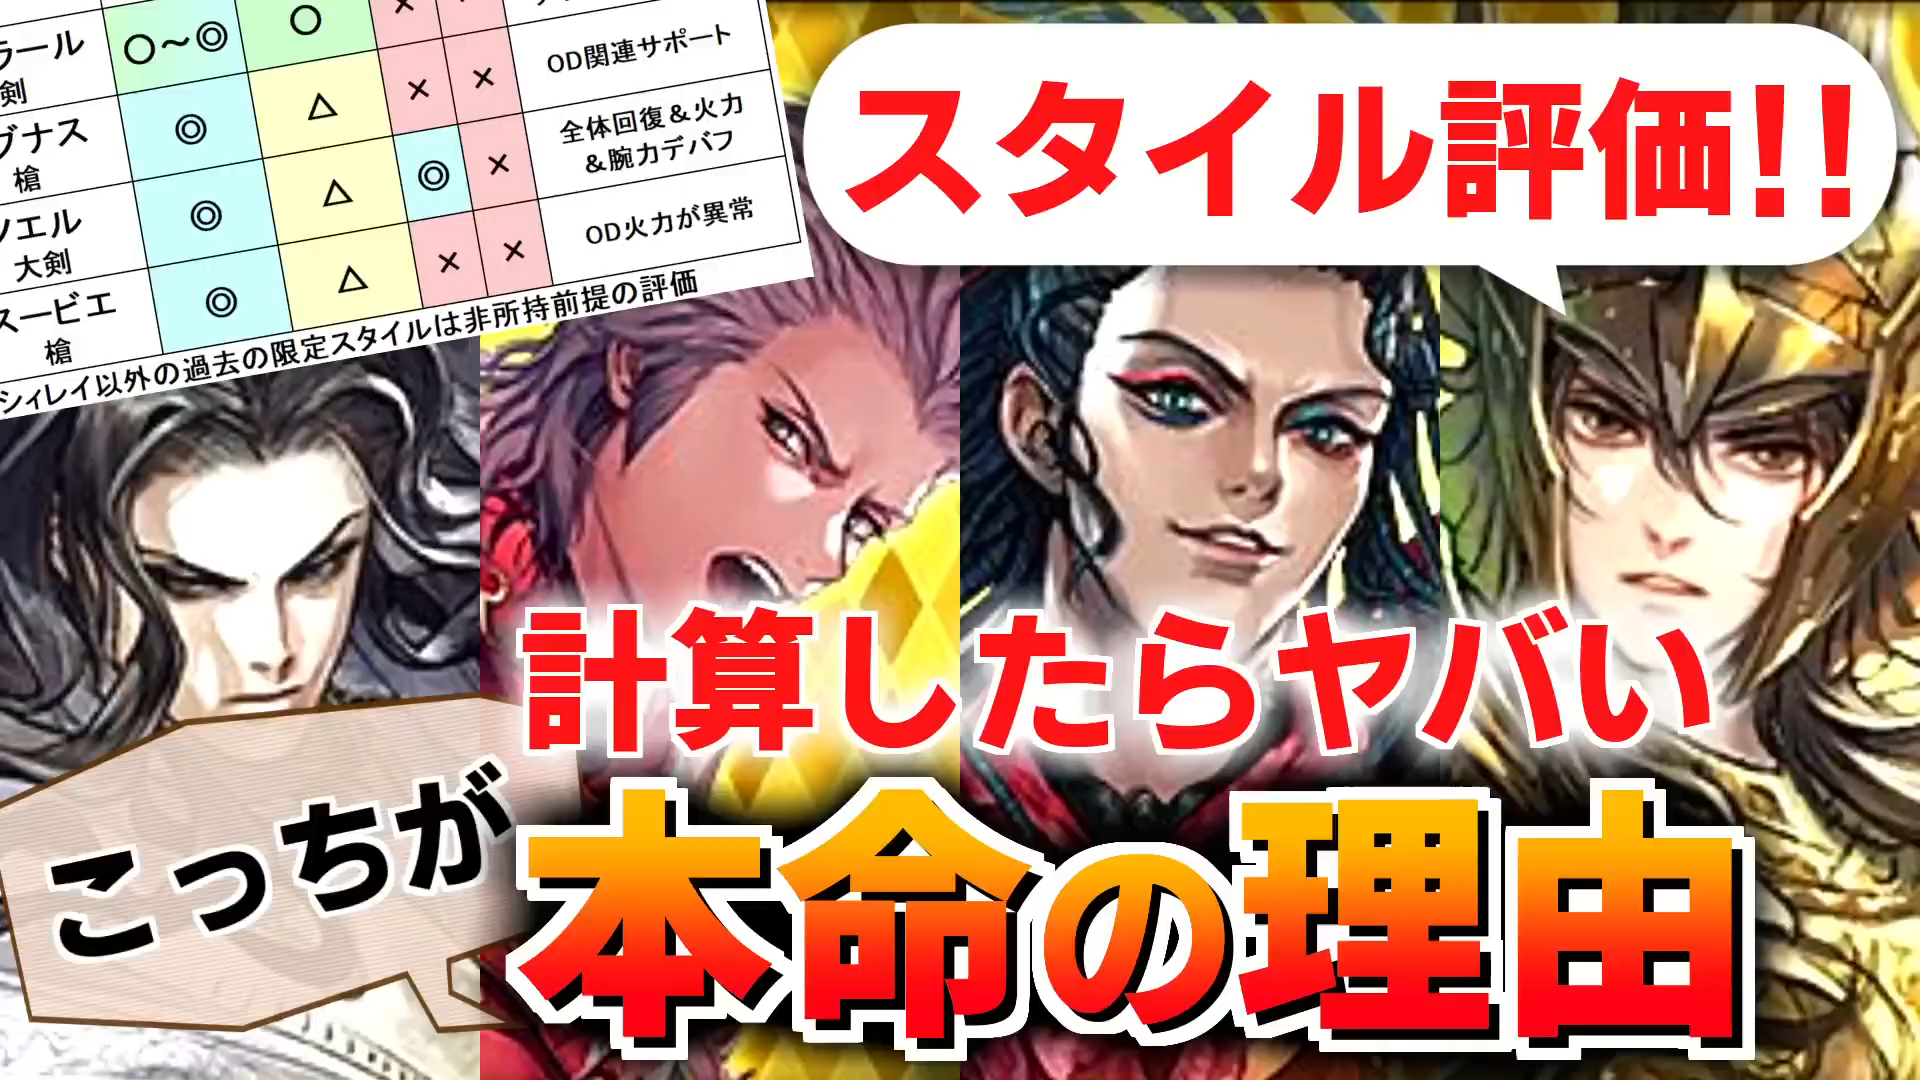 ラール
剣
○~◎
○
×
OD関連サポート
グナス
槍
◎
△
×
×
全体回復&火力
&腕力デバフ
ソエル
大剣
◎
△
◎
×
OD火力が異常
スービエ
槍
◎
△
×
×
シィレイ以外の過去の限定スタイルは非所持前提の評価
スタイル評価!!
計算したらヤバい
こっちが
本命の理由